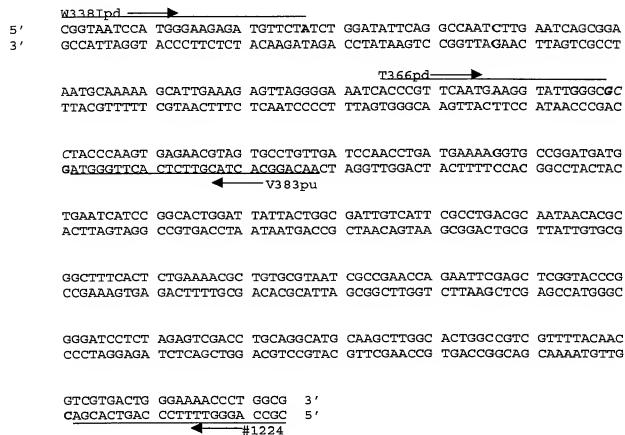 W338Ipd
5' CGGTAATCCA TGGGAAGAGA TGTTCTATCT GGATATTCAG GCCAATCTTG AATCAGCGGA
3' GCCATTAGGT ACCCTTCTCT ACAAGATAGA CCTATAAGTC CGGTTAGAAC TTAGTCGCCT
T366pd
AATGCAAAAA GCATTGAAAG AGTTAGGGGA AATCACCCGT TCAATGAAGG TATTGGGCGC
TTACGTTTTT CGTAACTTTC TCAATCCCCT TTAGTGGGCA AGTTACTTCC ATAACCCGAC
CTACCCAAGT GAGAACGTAG TGCCTGTTGA TCCAACCTGA TGAAAAGGTG CCGGATGATG
GATGGGTTCA CTCTTGCATC ACGGACAACT AGGTTGGACT ACTTTTCCAC GGCCTACTAC
V383pu
TGAATCATCC GGCACTGGAT TATTACTGGC GATTGTCATT CGCCTGACGC AATAACACGC
ACTTAGTAGG CCGTGACCTA ATAATGACCG CTAACAGTAA GCGGACTGCG TTATTGTGCG
GGCTTTCACT CTGAAAACGC TGTGCGTAAT CGCCGAACCA GAATTCGAGC TCGGTACCCG
CCGAAAGTGA GACTTTTGCG ACACGCATTA GCGGCTTGGT CTTAAGCTCG AGCCATGGGC
GGGATCCTCT AGAGTCGACC TGCAGGCATG CAAGCTTGGC ACTGGCCGTC GTTTTACAAC
CCCTAGGAGA TCTCAGCTGG ACGTCCGTAC GTTCGAACCG TGACCGGCAG CAAAATGTTG
GTCGTGACTG GGAAAACCCT GGCG 3'
CAGCACTGAC CCTTTTGGGA CCGC 5'
#1224